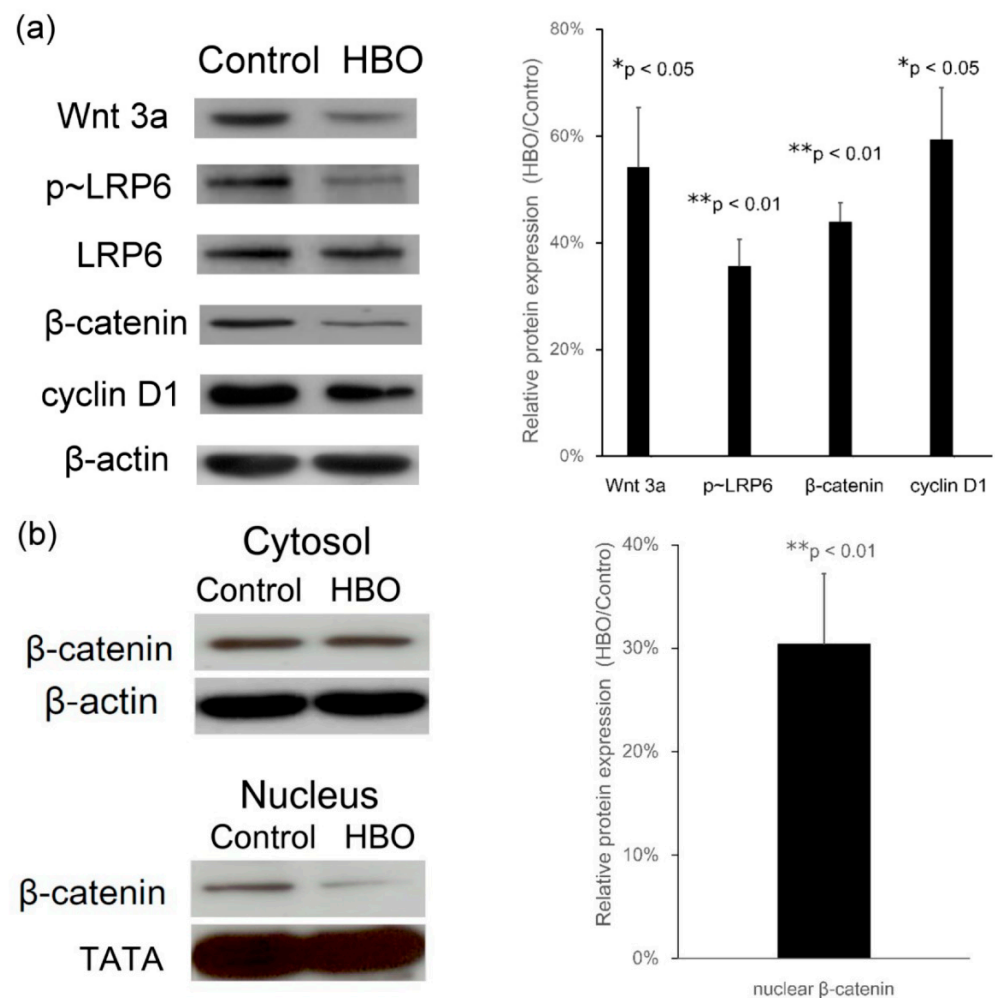 (a)
Control HBO
Wnt 3a
p~LRP6
LRP6
β-catenin
cyclin D1
β-actin
Relative protein expression (HBO/Contro)
80%
60%
40%
20%
0%
*p < 0.05
**p < 0.01
**p < 0.01
*p < 0.05
Wnt 3a p~LRP6 β-catenin cyclin D1
(b)
Cytosol
Control HBO
β-catenin
β-actin
Nucleus
Control HBO
β-catenin
TATA
Relative protein expression (HBO/Contro)
40%
30%
20%
10%
0%
**p < 0.01
nuclear β-catenin